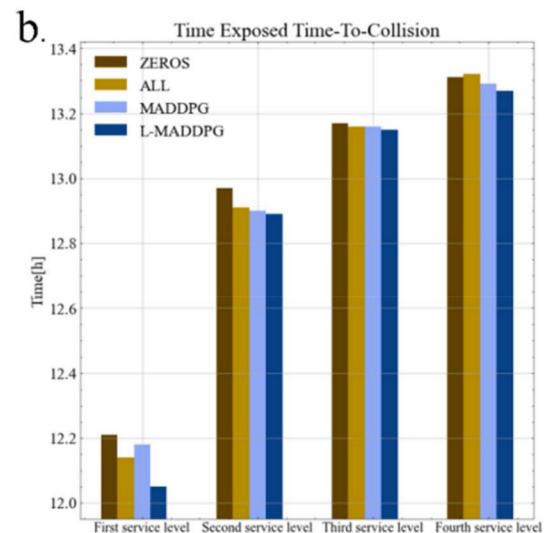 b.
Time Exposed Time-To-Collision
13.4
ZEROS
ALL
MADDPG
L-MADDPG
13.2
13.0
12.8
Time[h]
12.6
12.4
12.2
12.0
First service level Second service level Third service level Fourth service level